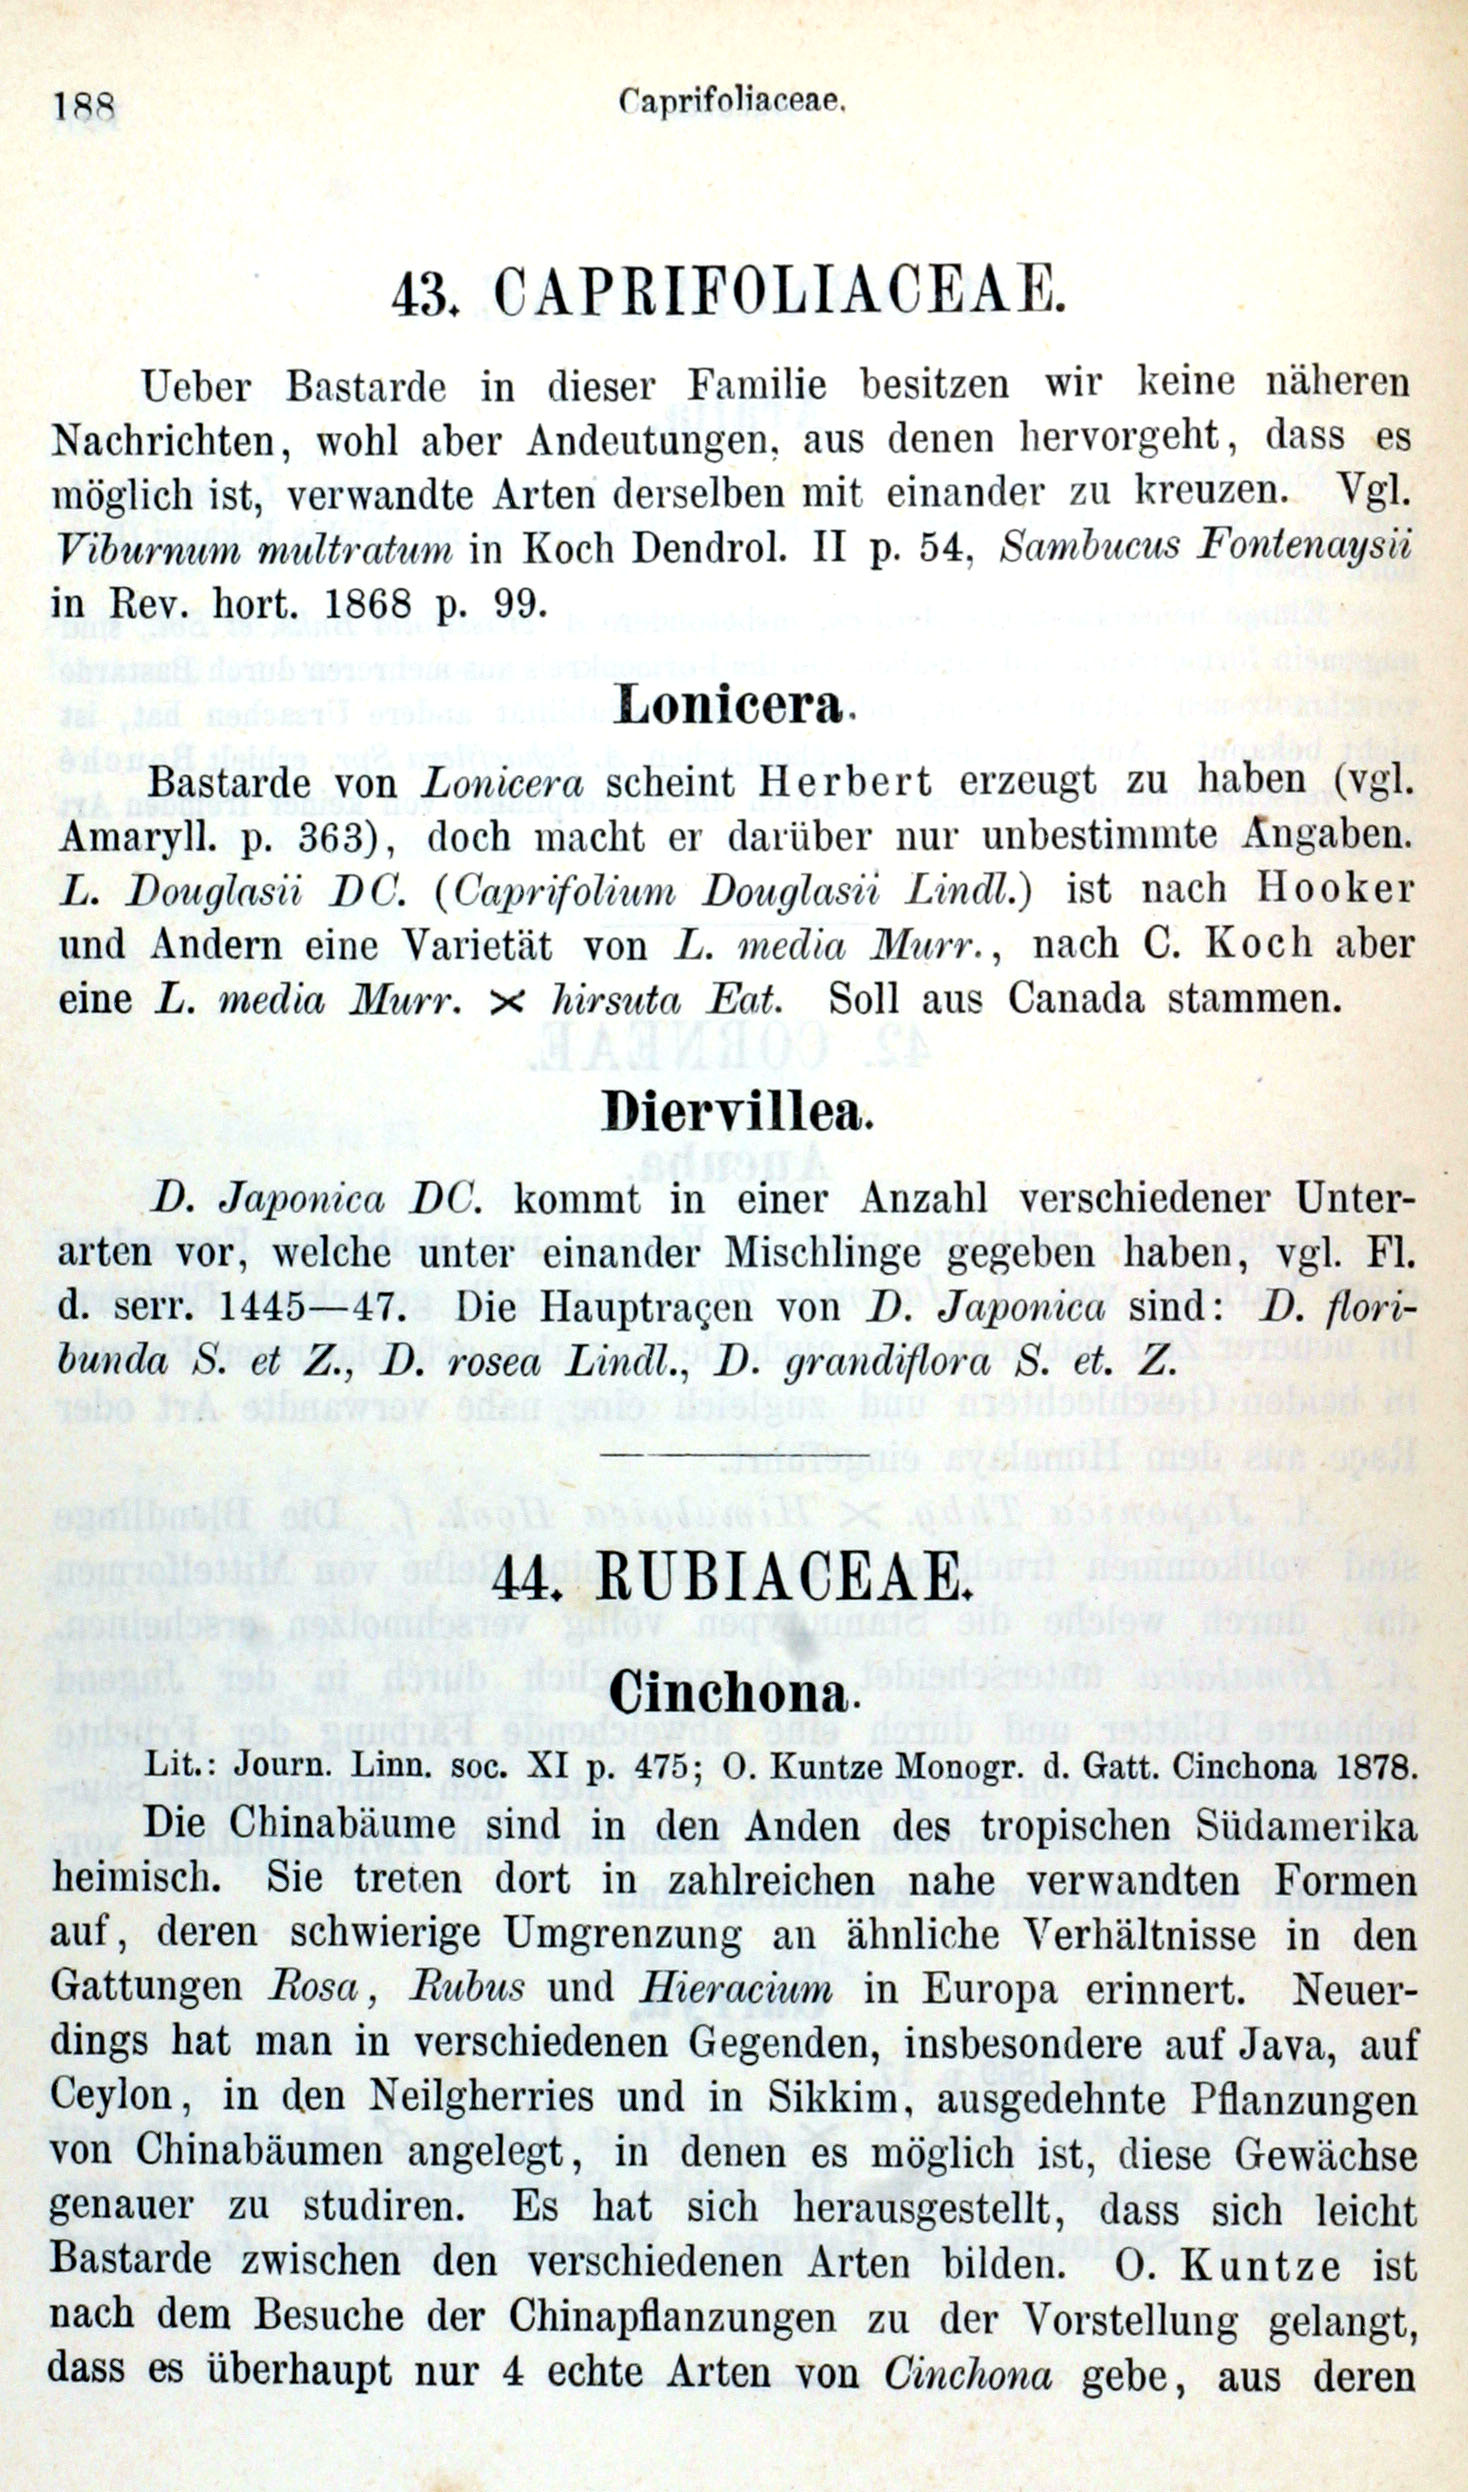 188
Caprifoliaceae.
43. CAPRIFOLIACEAE.
Ueber Bastarde in dieser Familie besitzen wir keine näheren
Nachrichten, wohl aber Andeutungen, aus denen hervorgeht, dass es
möglich ist, verwandte Arten derselben mit einander zu kreuzen. Vgl.
Viburnum multratum in Koch Dendrol. II p. 54, Sambucus Fontenaysii
in Rev. hort. 1868 p. 99.
Lonicera.
Bastarde von Lonicera scheint Herbert erzeugt zu haben (vgl.
Amaryll. p. 363), doch macht er darüber nur unbestimmte Angaben.
L. Douglasii DC. (Caprifolium Douglasii Lindl.) ist nach Hooker
und Andern eine Varietät von L. media Murr., nach C. Koch aber
eine L. media Murr. × hirsuta Eat. Soll aus Canada stammen.
Diervillea.
D. Japonica DC. kommt in einer Anzahl verschiedener Unter-
arten vor, welche unter einander Mischlinge gegeben haben, vgl. Fl.
d. serr. 1445—47. Die Hauptraçen von D. Japonica sind: D. flori-
bunda S. et Z., D. rosea Lindl., D. grandiflora S. et. Z.
44. RUBIACEAE.
Cinchona.
Lit.: Journ. Linn. soc. XI p. 475; O. Kuntze Monogr. d. Gatt. Cinchona 1878.
Die Chinabäume sind in den Anden des tropischen Südamerika
heimisch. Sie treten dort in zahlreichen nahe verwandten Formen
auf, deren schwierige Umgrenzung an ähnliche Verhältnisse in den
Gattungen Rosa, Rubus und Hieracium in Europa erinnert. Neuer-
dings hat man in verschiedenen Gegenden, insbesondere auf Java, auf
Ceylon, in den Neilgherries und in Sikkim, ausgedehnte Pflanzungen
von Chinabäumen angelegt, in denen es möglich ist, diese Gewächse
genauer zu studiren. Es hat sich herausgestellt, dass sich leicht
Bastarde zwischen den verschiedenen Arten bilden. O. Kuntze ist
nach dem Besuche der Chinapflanzungen zu der Vorstellung gelangt,
dass es überhaupt nur 4 echte Arten von Cinchona gebe, aus deren